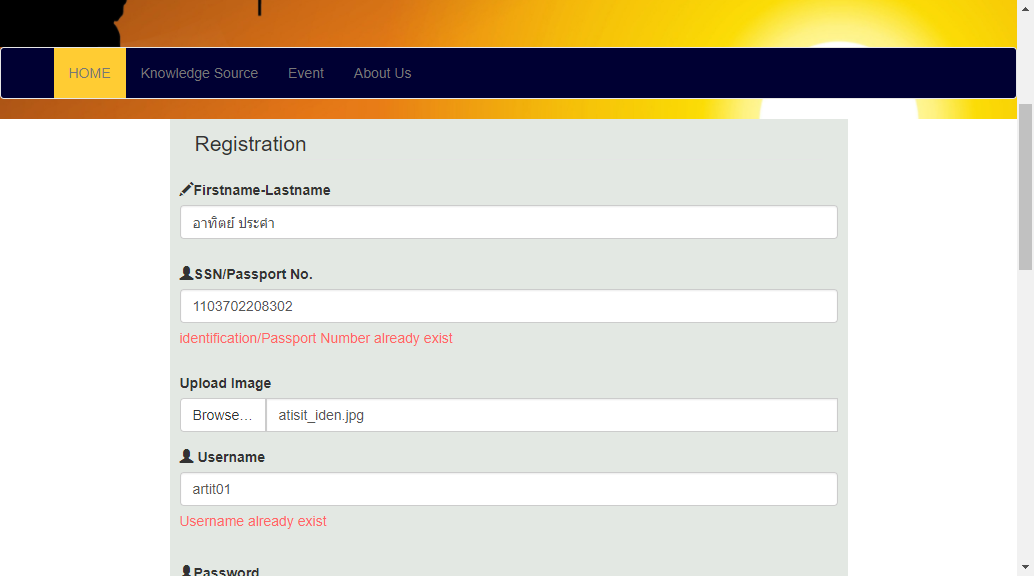 HOME Knowledge Source Event About Us
Registration
Firstname-Lastname
อาทิตย์ ประศา
SSN/Passport No.
1103702208302
identification/Passport Number already exist
Upload Image
Browse... atisit_iden.jpg
Username
artit01
Username already exist
Password